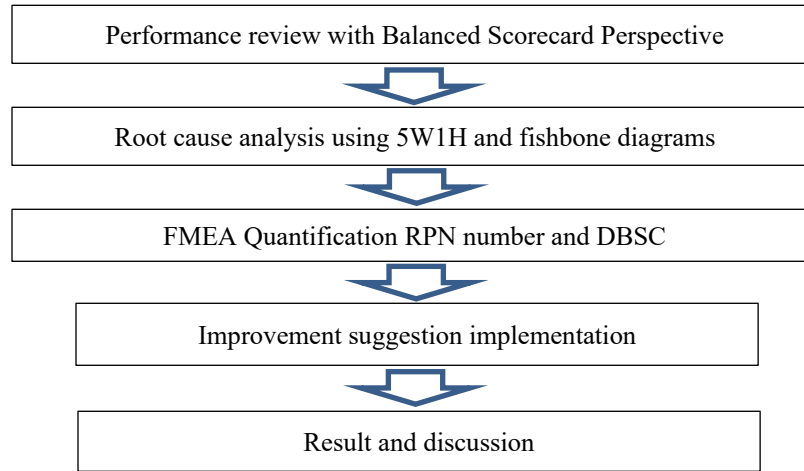 Performance review with Balanced Scorecard Perspective
Root cause analysis using 5W1H and fishbone diagrams
FMEA Quantification RPN number and DBSC
Improvement suggestion implementation
Result and discussion